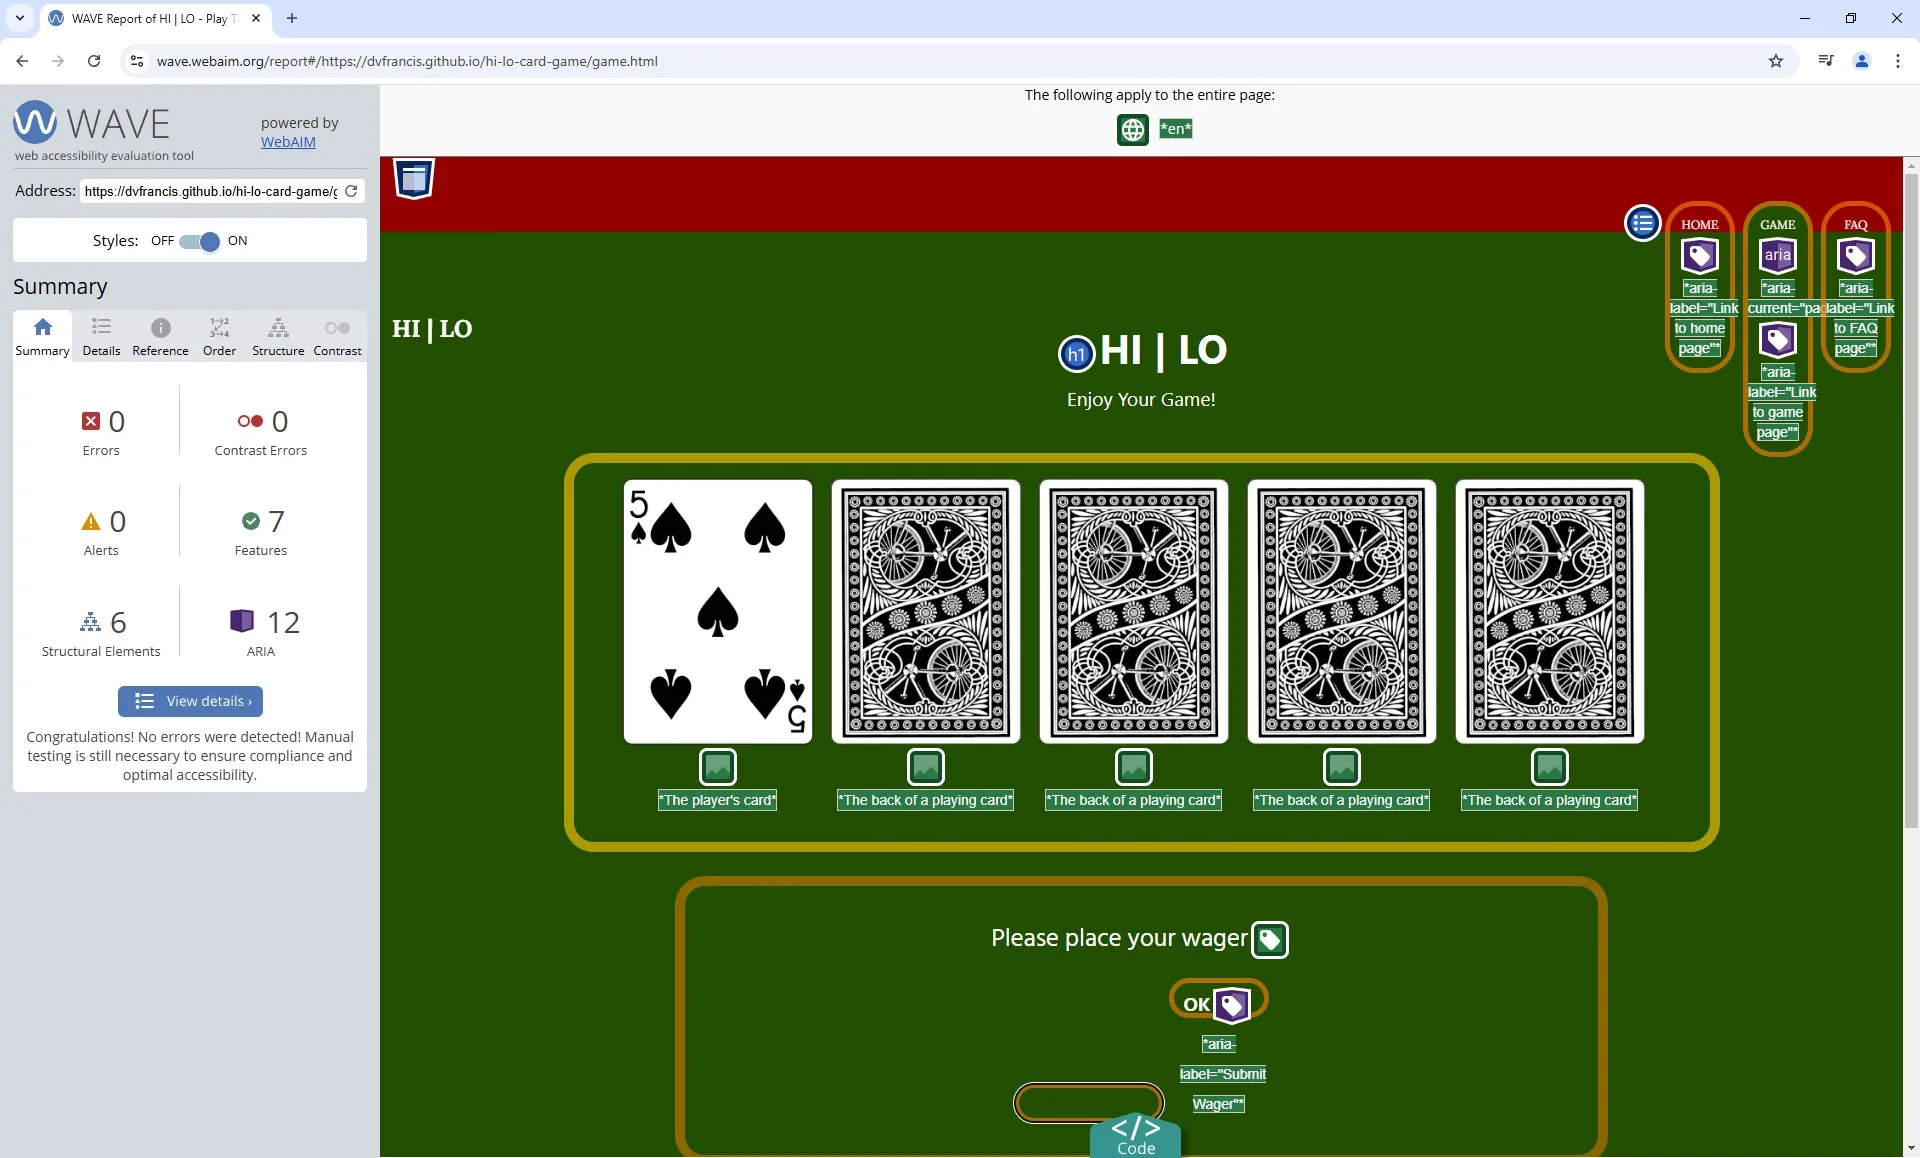 WAVE Report of HI | LO - Play T
wave.webaim.org/report#/https://dvfrancis.github.io/hi-lo-card-game/game.html
WAVE
web accessibility evaluation tool
powered by
WebAIM
Address: https://dvfrancis.github.io/hi-lo-card-game/g
Styles: OFF ON
Summary
Summary Details Reference Order Structure Contrast
0
Errors
0
Contrast Errors
0
Alerts
7
Features
6
Structural Elements
12
ARIA
View details ›
Congratulations! No errors were detected! Manual
testing is still necessary to ensure compliance and
optimal accessibility.
The following apply to the entire page:
*en*
HOME
*aria-
label="Link
to home
page"*
GAME
aria
*aria-
current="pag
*aria-
label="Link
to game
page"*
FAQ
*aria-
label="Link
to FAQ
page"*
HI | LO
h1 HI | LO
Enjoy Your Game!
5
5
*The player's card*
*The back of a playing card*
*The back of a playing card*
*The back of a playing card*
*The back of a playing card*
Please place your wager
OK
*aria-
label="Submit
Wager"*
</>
Code